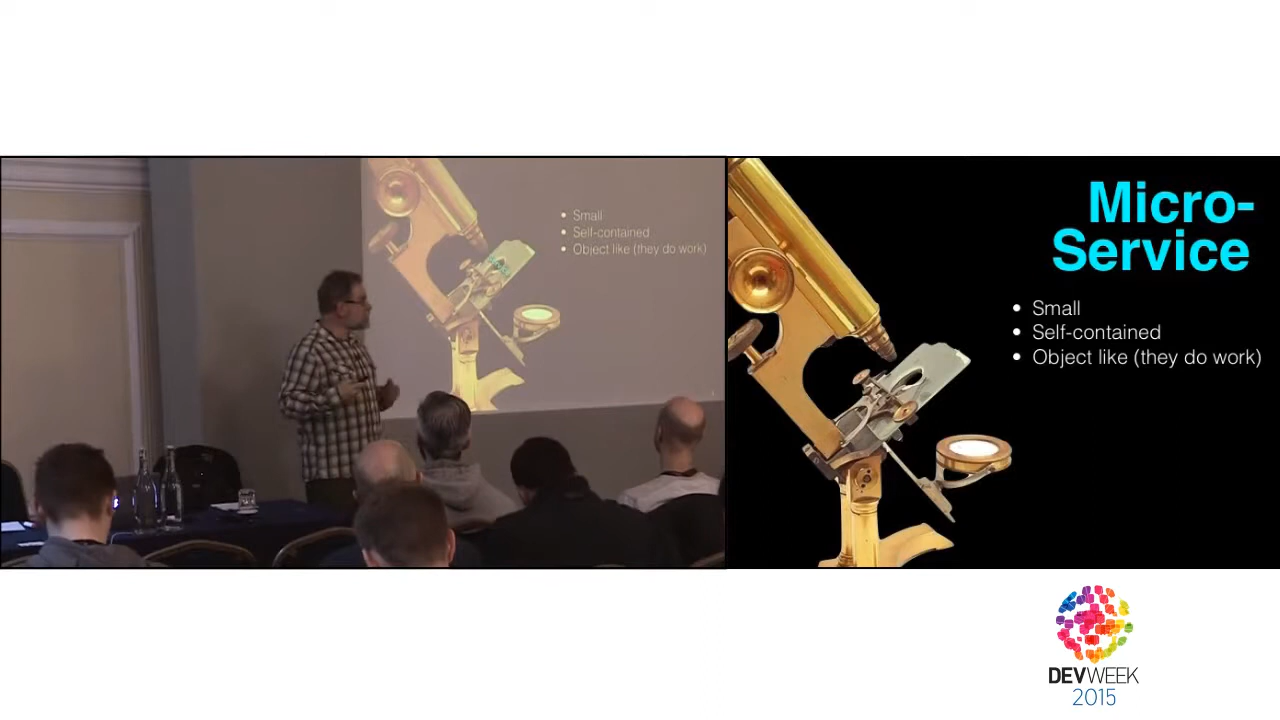 • Small
• Self-contained
• Object like (they do work)
Micro-
Service
• Small
• Self-contained
• Object like (they do work)
DEVWEEK
2015